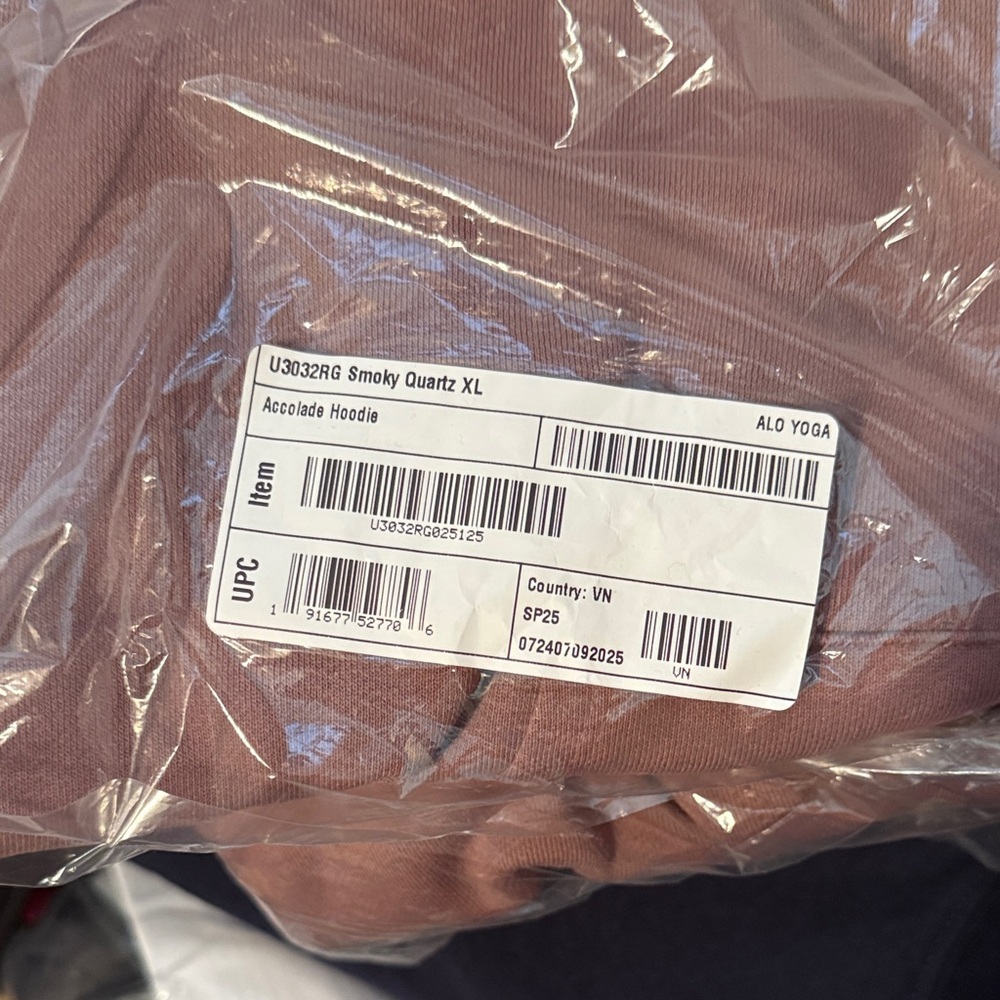 U3032RG Smoky Quartz XL
Accolade Hoodie
ALO YOGA
Item
U3032RG025125
UPC
1 91677 52770 6
Country: VN
SP25
072407092025
VN